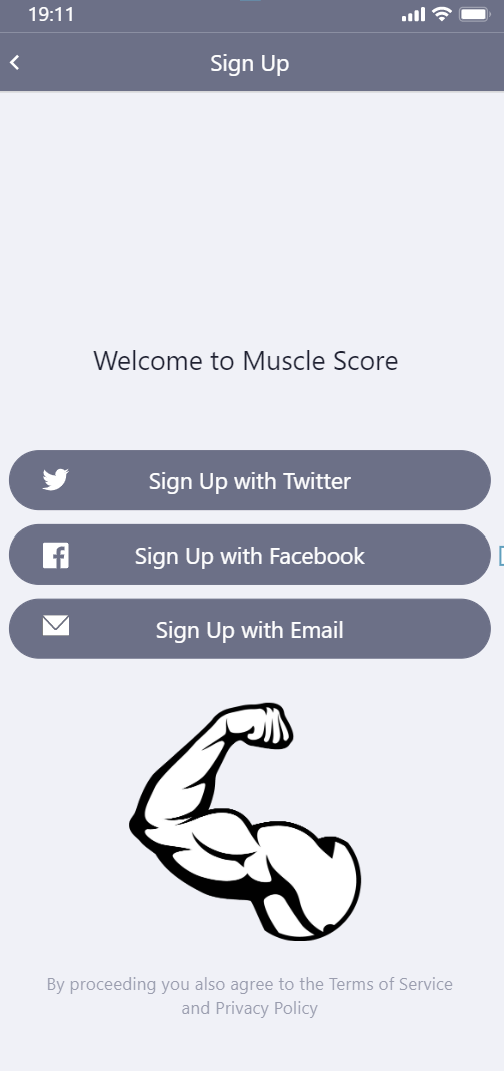 19:11
Sign Up
Welcome to Muscle Score
Sign Up with Twitter
Sign Up with Facebook
Sign Up with Email
By proceeding you also agree to the Terms of Service
and Privacy Policy